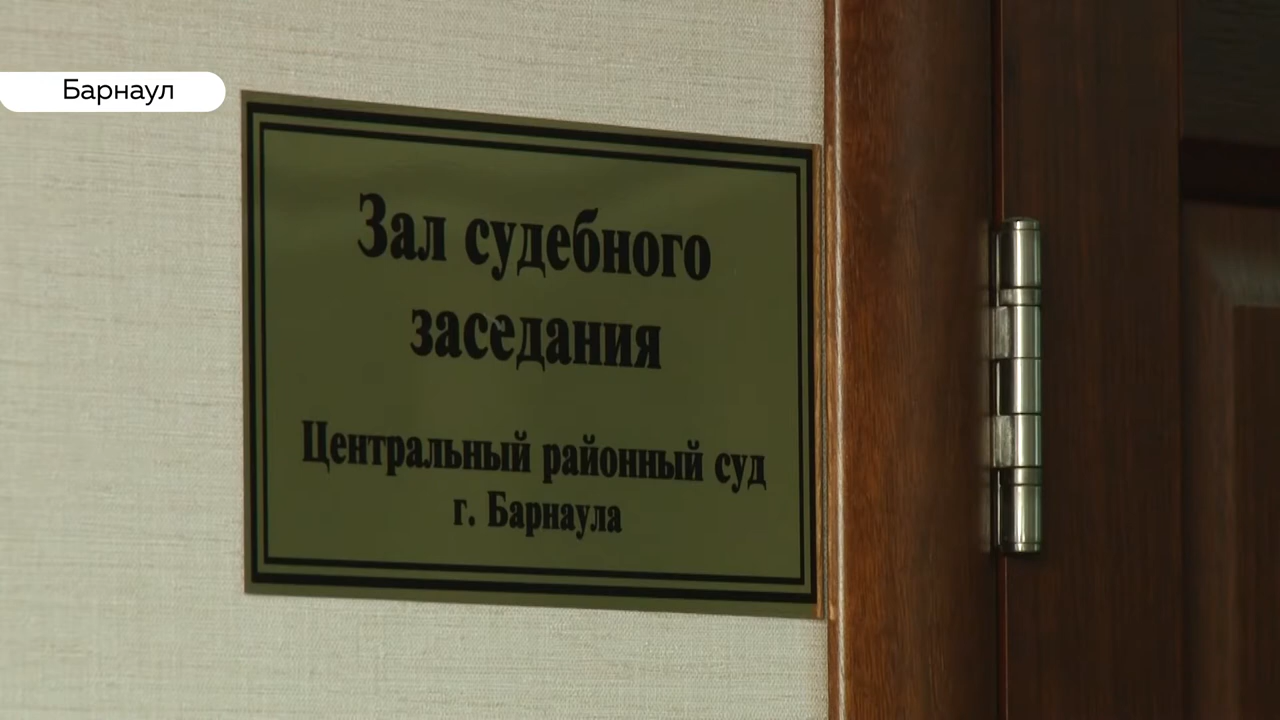 Барнаул
Зал судебного
заседания
Центральный районный суд
г. Барнаула